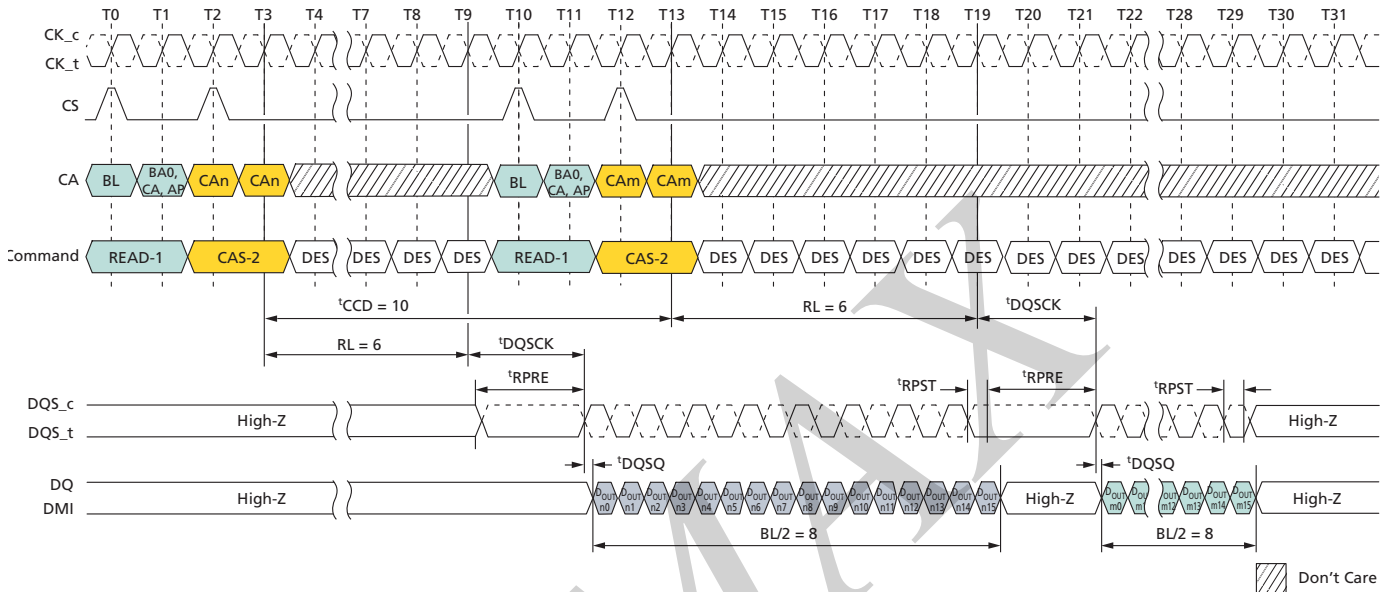 T0 T1 T2 T3 T4 T7 T8 T9 T10 T11 T12 T13 T14 T15 T16 T17 T18 T19 T20 T21 T22 T28 T29 T30 T31
CK_c
CK_t
CS
CA BL BA0, CA, AP CAn CAn BL BA0, CA, AP CAm CAm
Command READ-1 CAS-2 DES DES DES DES READ-1 CAS-2 DES DES DES DES DES DES DES DES DES DES DES DES DES
tCCD = 10 RL = 6 tDQSCK
RL = 6 tDQSCK
tRPRE tRPST tRPRE tRPST
DQS_c
DQS_t
High-Z High-Z
tDQSQ tDQSQ
DQ
DMI
High-Z DOUT n0 DOUT n1 DOUT n2 DOUT n3 DOUT n4 DOUT n5 DOUT n6 DOUT n7 DOUT n8 DOUT n9 DOUT n10 DOUT n11 DOUT n12 DOUT n13 DOUT n14 DOUT n15 High-Z DOUT m0 DOUT m1 DOUT m12 DOUT m13 DOUT m14 DOUT m15 High-Z
BL/2 = 8 BL/2 = 8
Don't Care